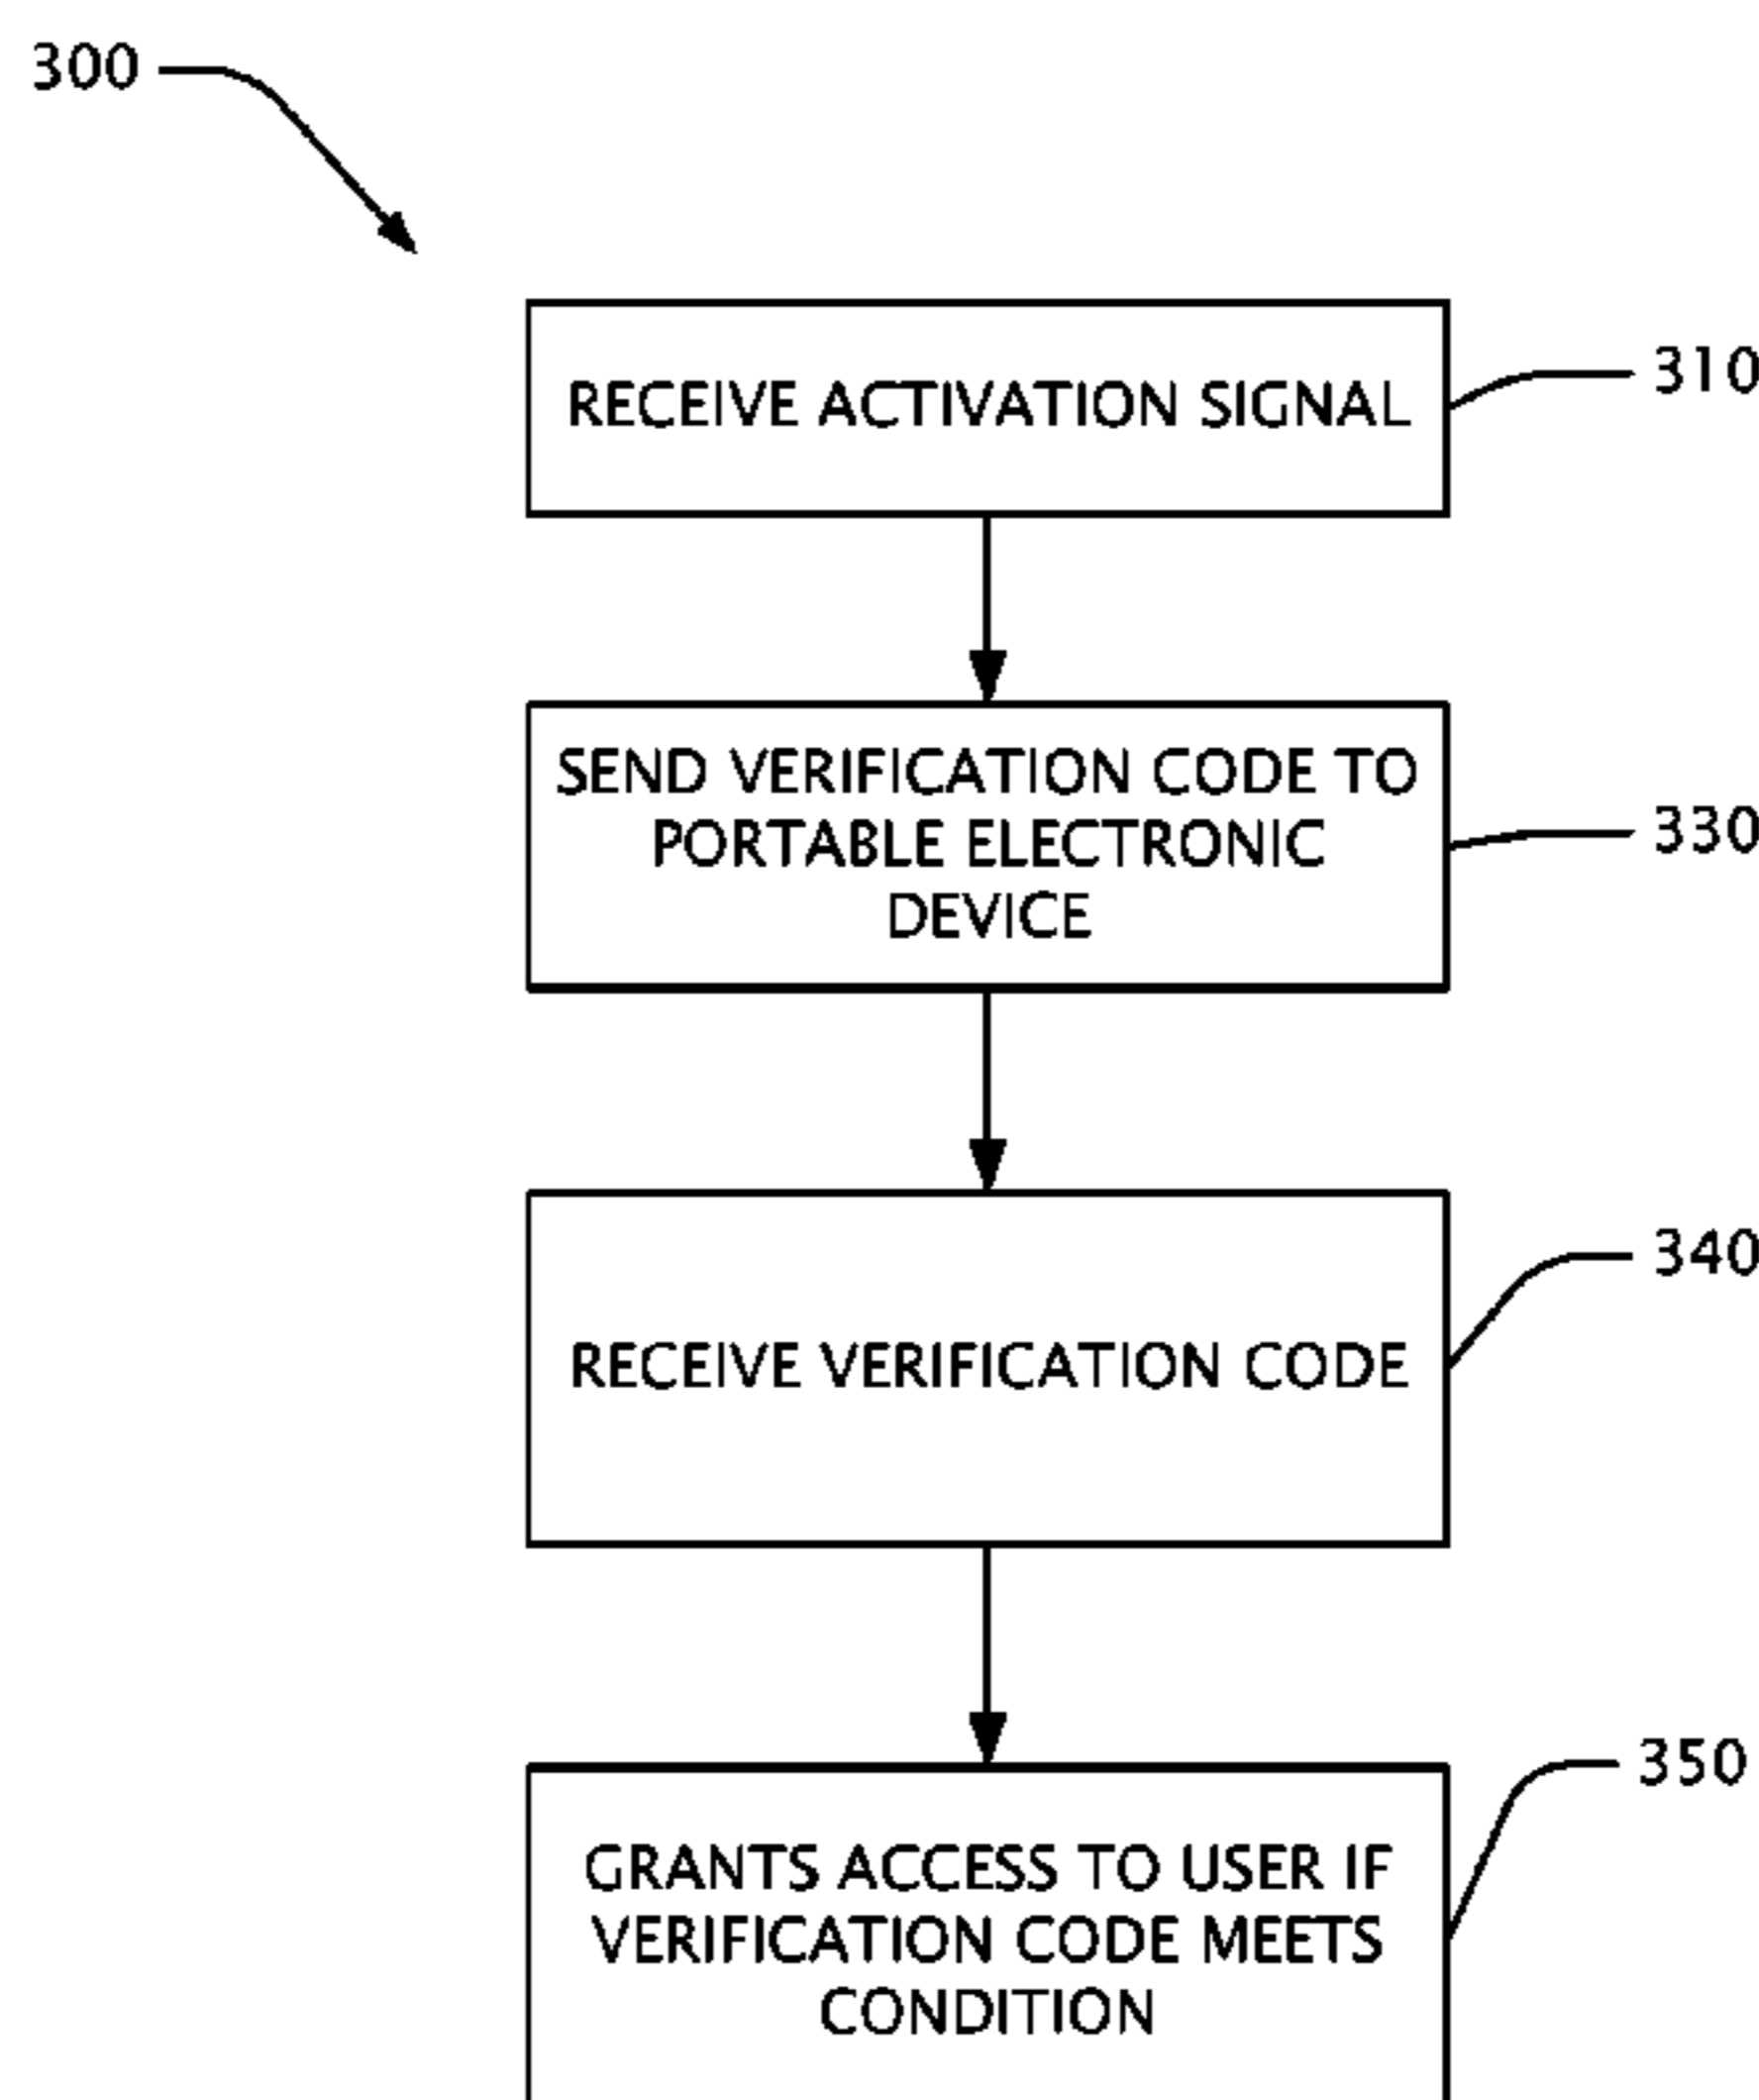 300
RECEIVE ACTIVATION SIGNAL
310
SEND VERIFICATION CODE TO
PORTABLE ELECTRONIC
DEVICE
330
RECEIVE VERIFICATION CODE
340
GRANTS ACCESS TO USER IF
VERIFICATION CODE MEETS
CONDITION
350